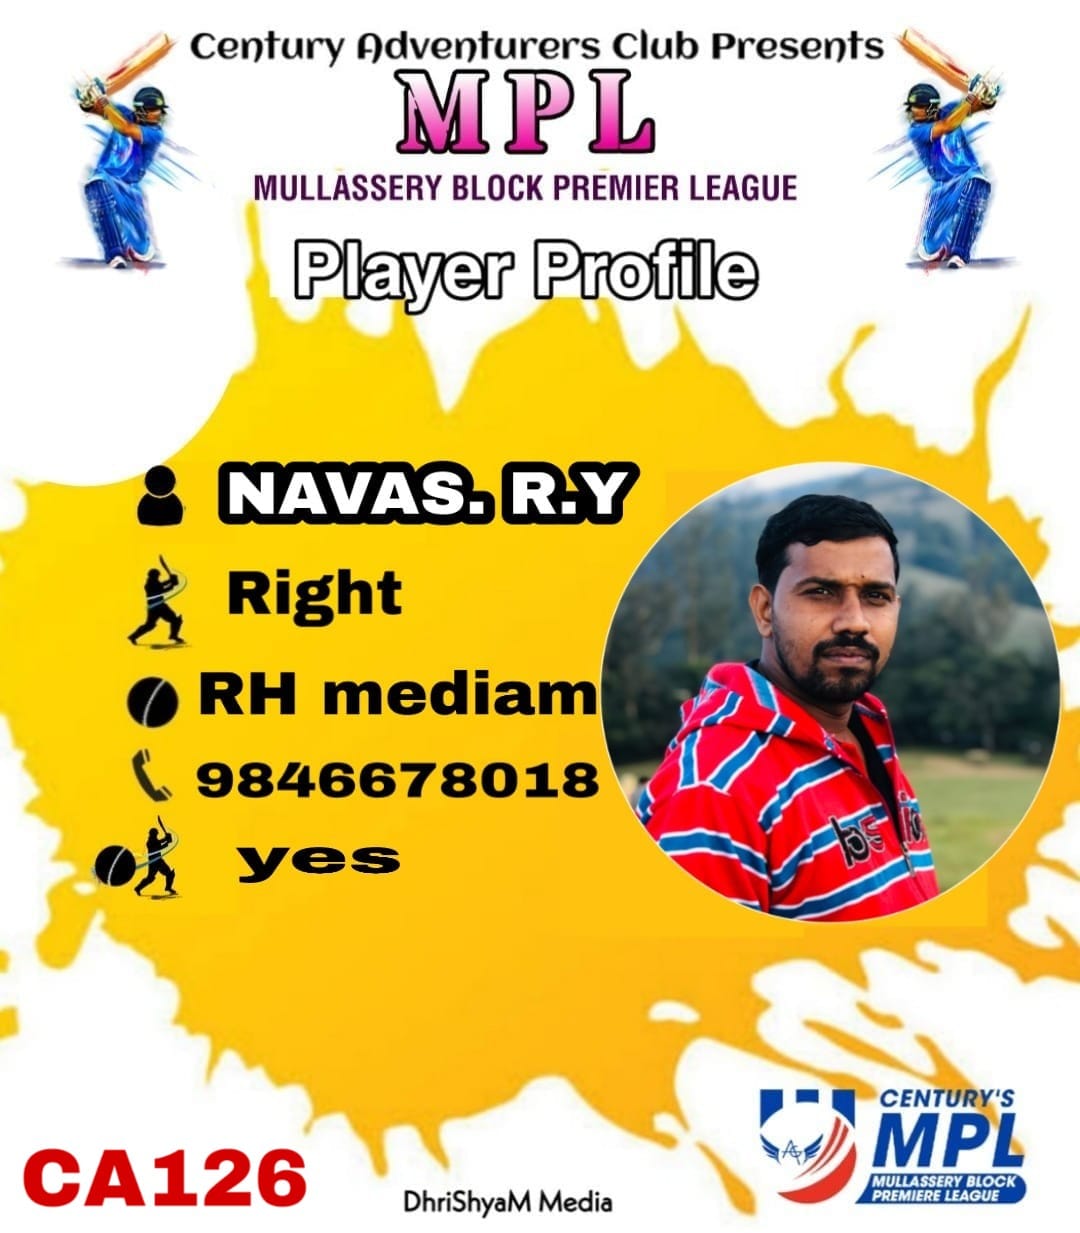 Century Adventurers Club Presents
MPL
MULLASSERY BLOCK PREMIER LEAGUE
Player Profile
NAVAS. R.Y
Right
RH mediam
9846678018
yes
CA126
DhriShyaM Media
CENTURY'S
MPL
MULLASSERY BLOCK
PREMIERE LEAGUE